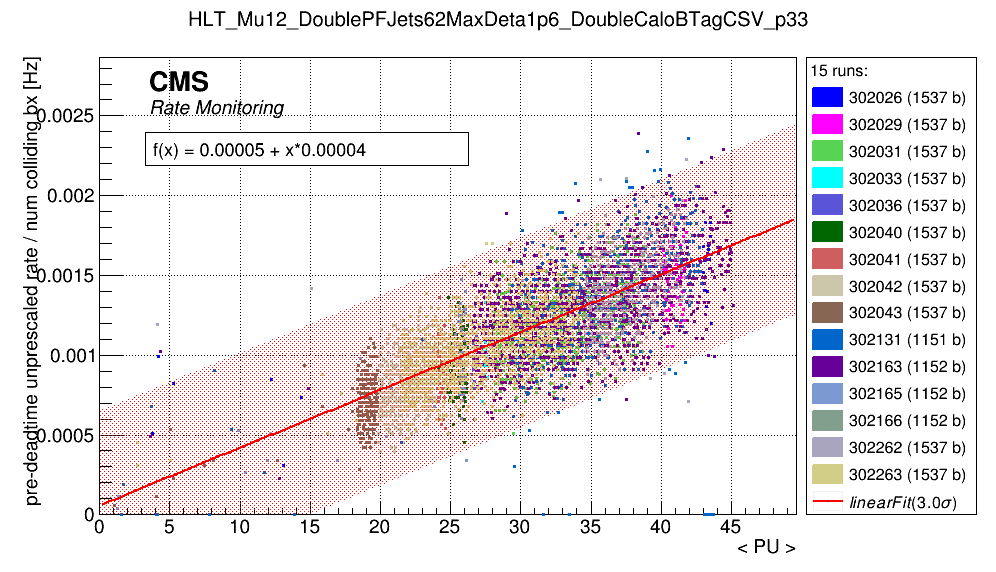 HLT_Mu12_DoublePFJets62MaxDeta1p6_DoubleCaloBTagCSV_p33
pre-deadtime unprescaled rate / num colliding bx [Hz]
CMS
Rate Monitoring
f(x) = 0.00005 + x*0.00004
0.0025
0.002
0.0015
0.001
0.0005
0
0 5 10 15 20 25 30 35 40 45
< PU >
15 runs:
302026 (1537 b)
302029 (1537 b)
302031 (1537 b)
302033 (1537 b)
302036 (1537 b)
302040 (1537 b)
302041 (1537 b)
302042 (1537 b)
302043 (1537 b)
302131 (1151 b)
302163 (1152 b)
302165 (1152 b)
302166 (1152 b)
302262 (1537 b)
302263 (1537 b)
linearFit(3.0σ)